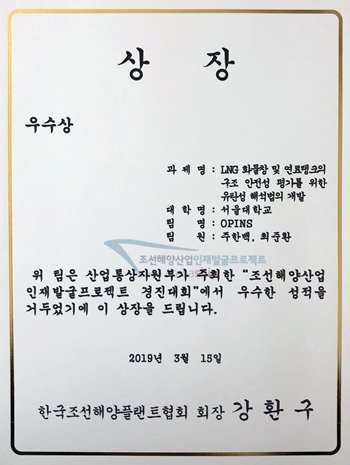 상 장
우수상
과 제 명 : LNG 화물창 및 연료탱크의
구조 안전성 평가를 위한
유탄성 해석법의 개발
대 학 명 : 서울대학교
팀 명 : OPINS
팀 원 : 주한백, 최준환
조선해양산업인재발굴프로젝트
위 팀은 산업통상자원부가 주최한 “조선해양산업
인재발굴프로젝트 경진대회”에서 우수한 성적을
거두었기에 이 상장을 드립니다.
2019년 3월 15일
한국조선해양플랜트협회 회장 강 환 구